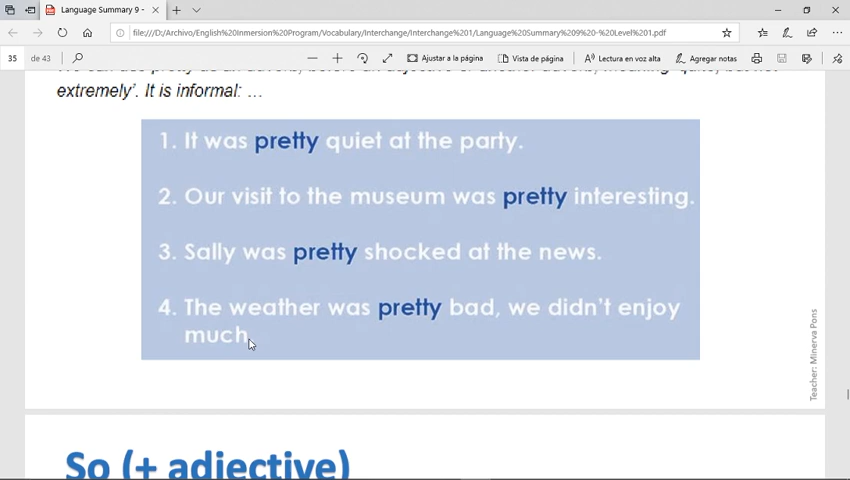 Language Summary 9 -
file:///D:/Archivo/English%20Inmersion%20Program/Vocabulary/Interchange/Interchange%201/Language%20Summary%209%20-%20Level%201.pdf
35 de 43
Ajustar a la página
Vista de página
Lectura en voz alta
Agregar notas
extremely'. It is informal: …
1. It was pretty quiet at the party.
2. Our visit to the museum was pretty interesting.
3. Sally was pretty shocked at the news.
4. The weather was pretty bad, we didn't enjoy
much.
Teacher: Minerva Pons
So (+ adjective)